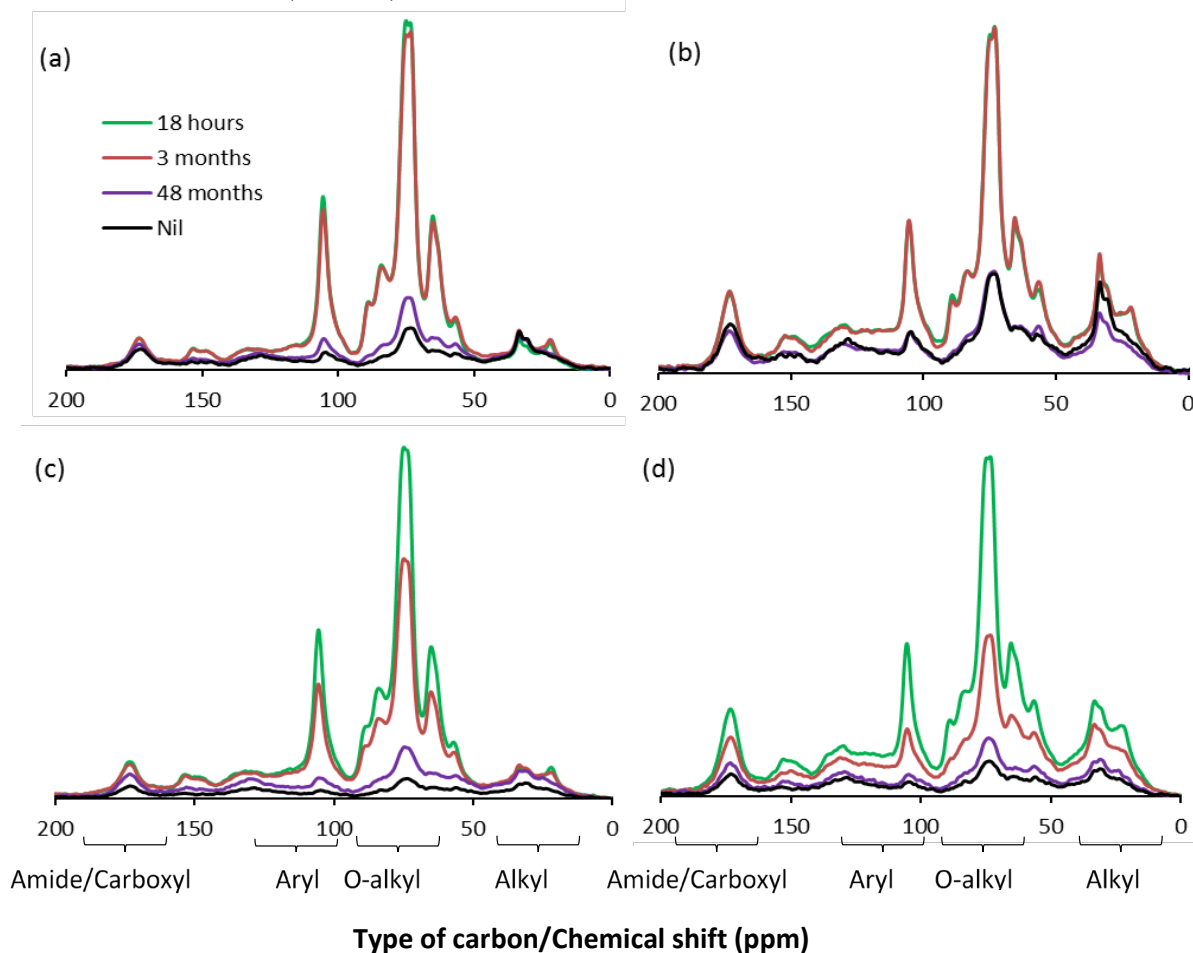 (a)
18 hours
3 months
48 months
Nil
200 150 100 50 0
(b)
200 150 100 50 0
(c)
200 150 100 50 0
Amide/Carboxyl Aryl O-alkyl Alkyl
(d)
200 150 100 50 0
Amide/Carboxyl Aryl O-alkyl Alkyl
Type of carbon/Chemical shift (ppm)